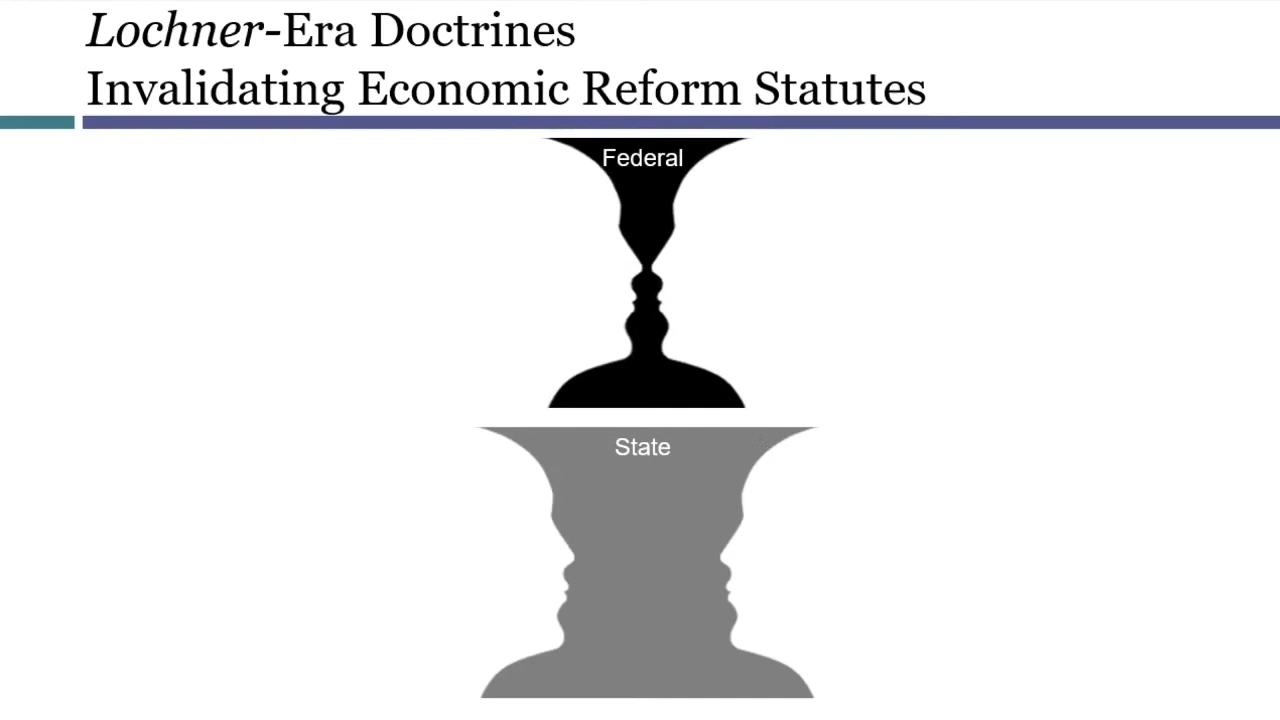 Lochner-Era Doctrines
Invalidating Economic Reform Statutes
Federal
State